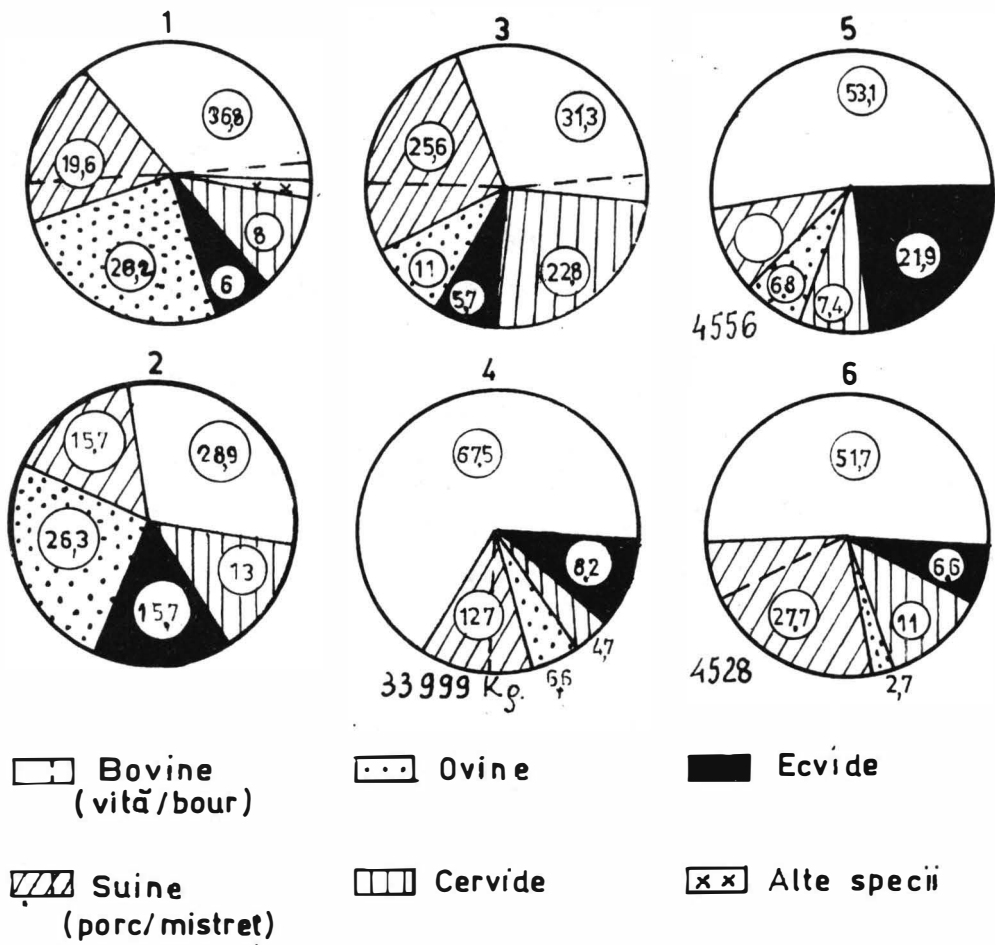 1 3 5
36,8 31,3 53,1
19,6 25,6
8
28,2 11 22,8 21,9
6 5,7 6,8 7,4
4556
2 4 6
15,7 28,9 67,5 51,7
26,3 13 8,2 6,6
15,7 12,7 27,7 11
4,7
33999 Kg. 6,6 4528 2,7
Bovine Ovine Ecvide
(vită/bour)
Suine Cervide x x Alte specii
(porc/mistreț)